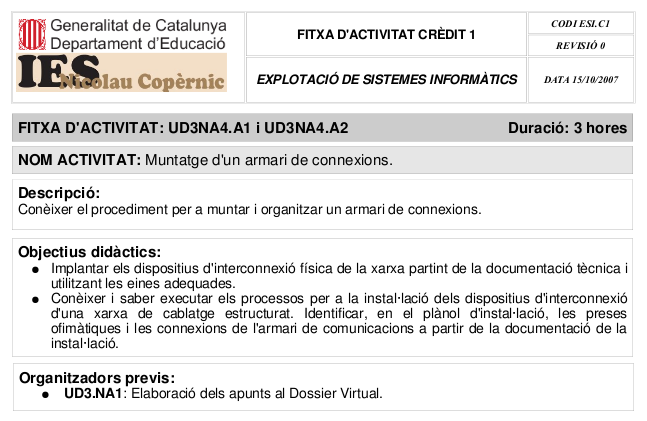 Generalitat de Catalunya
Departament d'Educació
IES
Nicolau Copèrnic
FITXA D'ACTIVITAT CRÈDIT 1
EXPLOTACIÓ DE SISTEMES INFORMÀTICS
CODI ESI.C1
REVISIÓ 0
DATA 15/10/2007
FITXA D'ACTIVITAT: UD3NA4.A1 i UD3NA4.A2 Duració: 3 hores
NOM ACTIVITAT: Muntatge d'un armari de connexions.
Descripció:
Conèixer el procediment per a muntar i organitzar un armari de connexions.
Objectius didàctics:
● Implantar els dispositius d'interconnexió física de la xarxa partint de la documentació tècnica i
utilitzant les eines adequades.
● Conèixer i saber executar els processos per a la instal·lació dels dispositius d'interconnexió
d'una xarxa de cablatge estructurat. Identificar, en el plànol d'instal·lació, les preses
ofimàtiques i les connexions de l'armari de comunicacions a partir de la documentació de la
instal·lació.
Organitzadors previs:
● UD3.NA1: Elaboració dels apunts al Dossier Virtual.